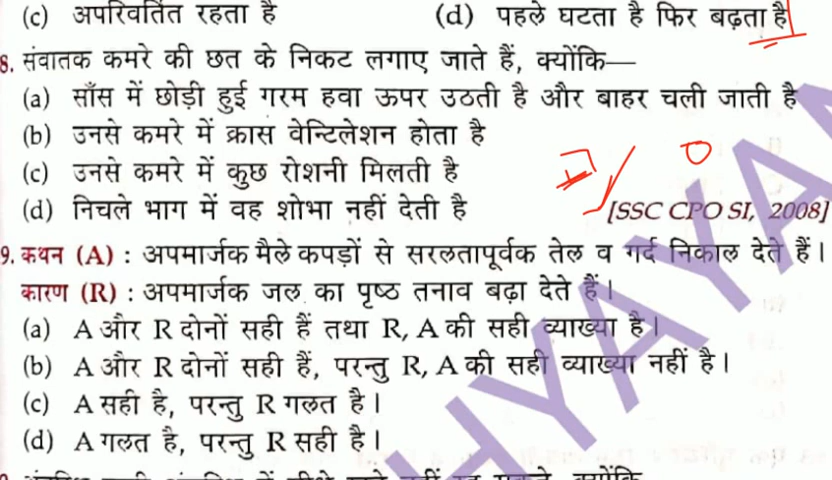 (c) अपरिवर्तित रहता है (d) पहले घटता है फिर बढ़ता है
8. संवातक कमरे की छत के निकट लगाए जाते हैं, क्योंकि—
(a) साँस में छोड़ी हुई गरम हवा ऊपर उठती है और बाहर चली जाती है
(b) उनसे कमरे में क्रास वेन्टिलेशन होता है
(c) उनसे कमरे में कुछ रोशनी मिलती है
(d) निचले भाग में वह शोभा नहीं देती है [SSC CPO SI, 2008]
9. कथन (A) : अपमार्जक मैले कपड़ों से सरलतापूर्वक तेल व गर्द निकाल देते हैं।
कारण (R) : अपमार्जक जल का पृष्ठ तनाव बढ़ा देते हैं।
(a) A और R दोनों सही हैं तथा R, A की सही व्याख्या है।
(b) A और R दोनों सही हैं, परन्तु R, A की सही व्याख्या नहीं है।
(c) A सही है, परन्तु R गलत है।
(d) A गलत है, परन्तु R सही है।